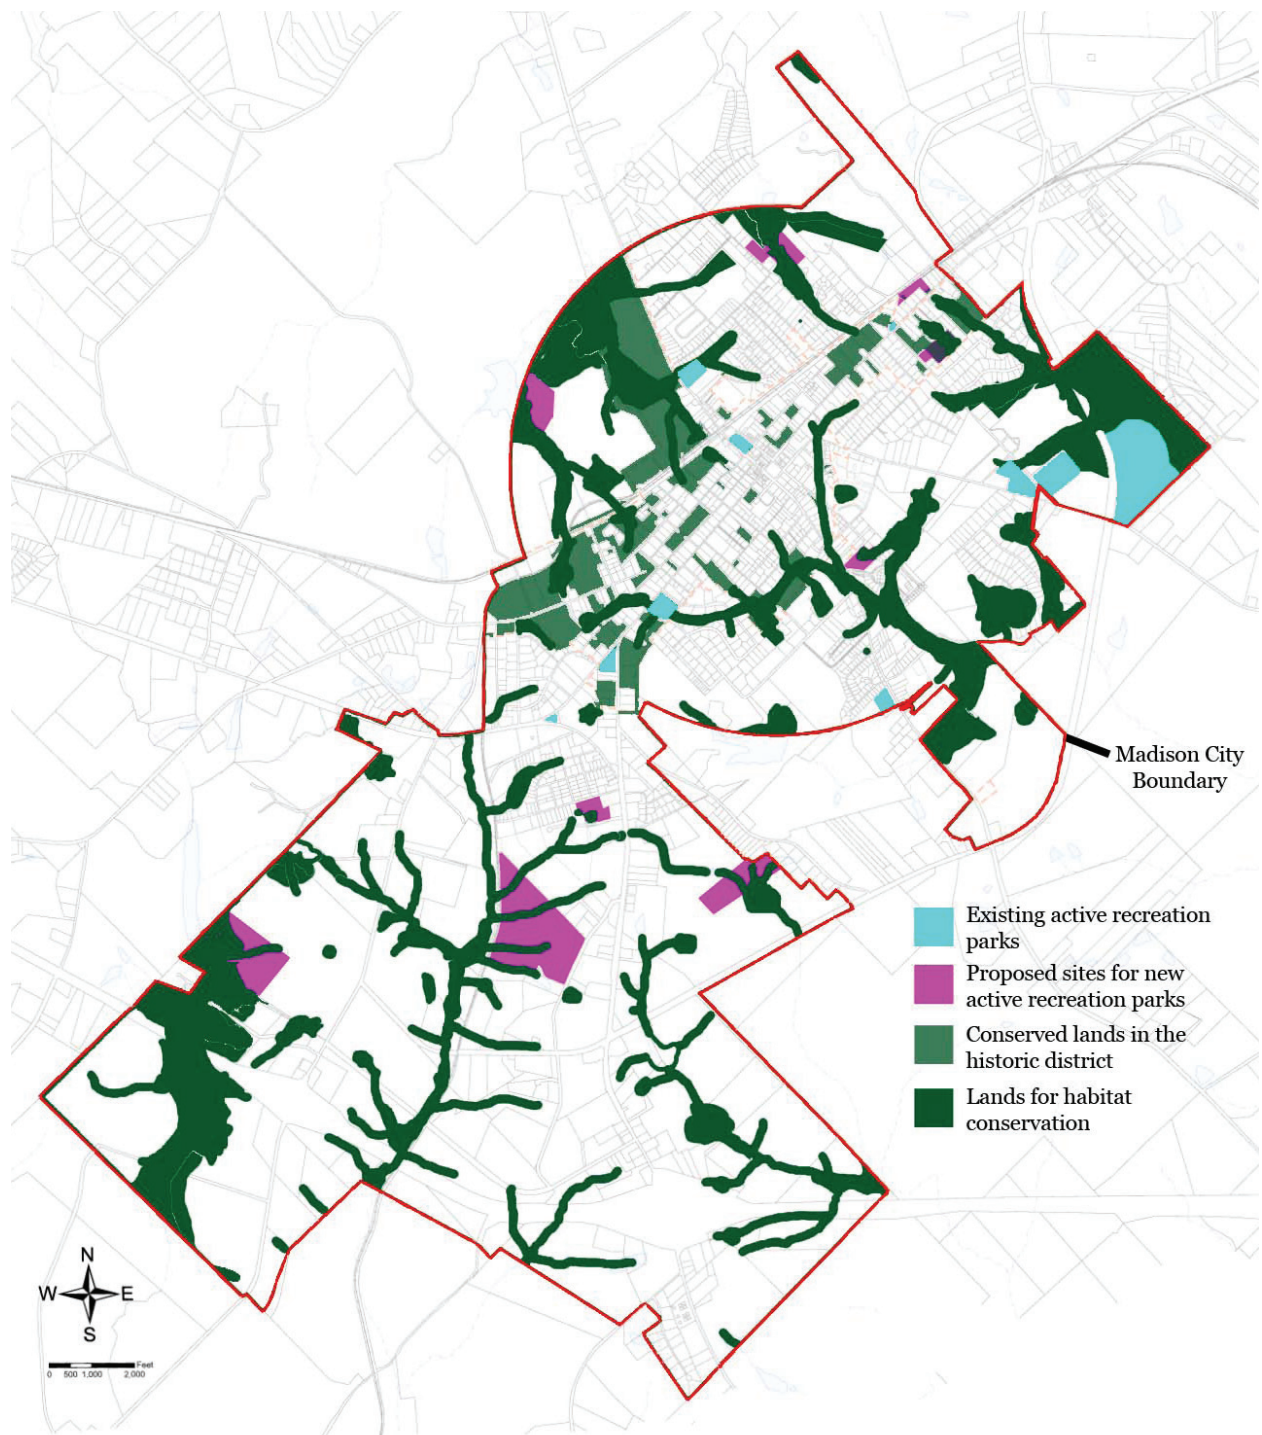 Madison City
Boundary
Existing active recreation
parks
Proposed sites for new
active recreation parks
Conserved lands in the
historic district
Lands for habitat
conservation
N
W E
S
Feet
0 500 1,000 2,000